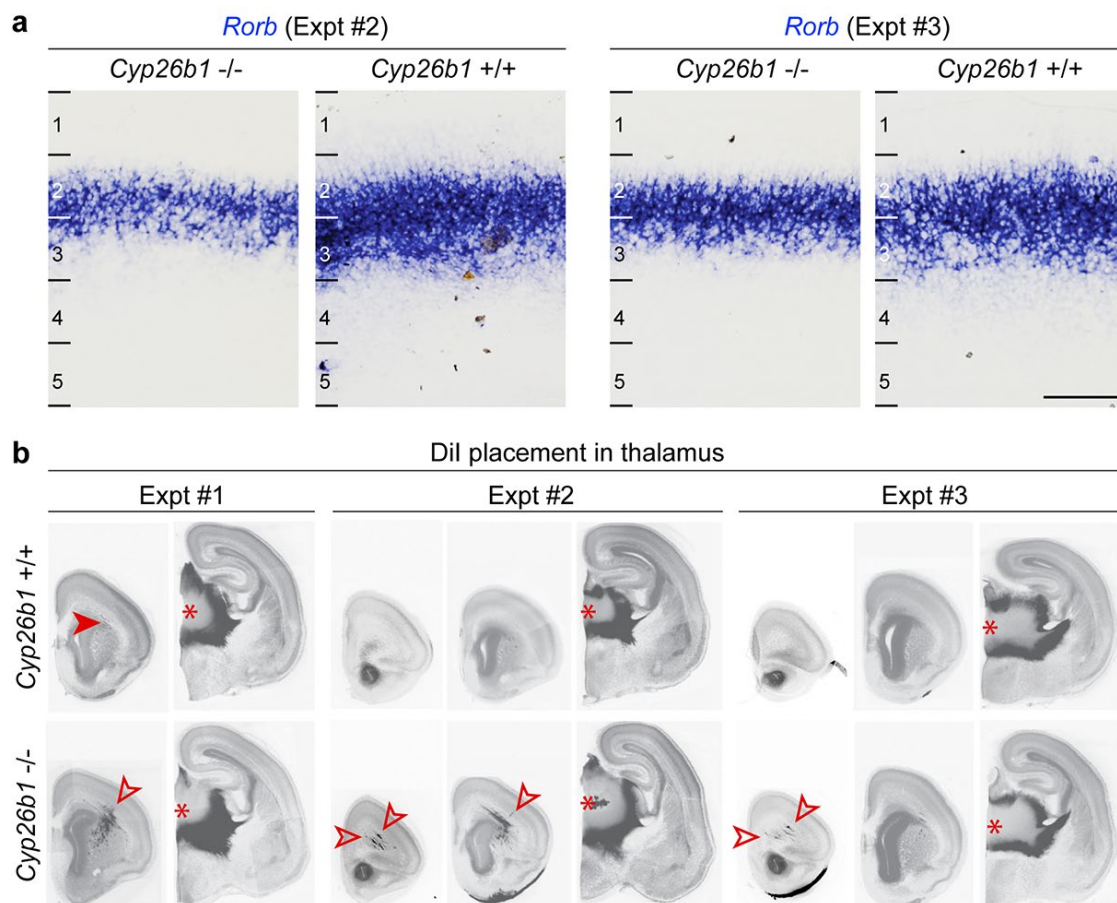 a
Rorb (Expt #2) Rorb (Expt #3)
Cyp26b1 -/- Cyp26b1 +/+ Cyp26b1 -/- Cyp26b1 +/+
1 1 1 1
2 2 2 2
3 3 3 3
4 4 4 4
5 5 5 5
b
DiI placement in thalamus
Expt #1 Expt #2 Expt #3
Cyp26b1 +/+
* * *
Cyp26b1 -/-
* * *